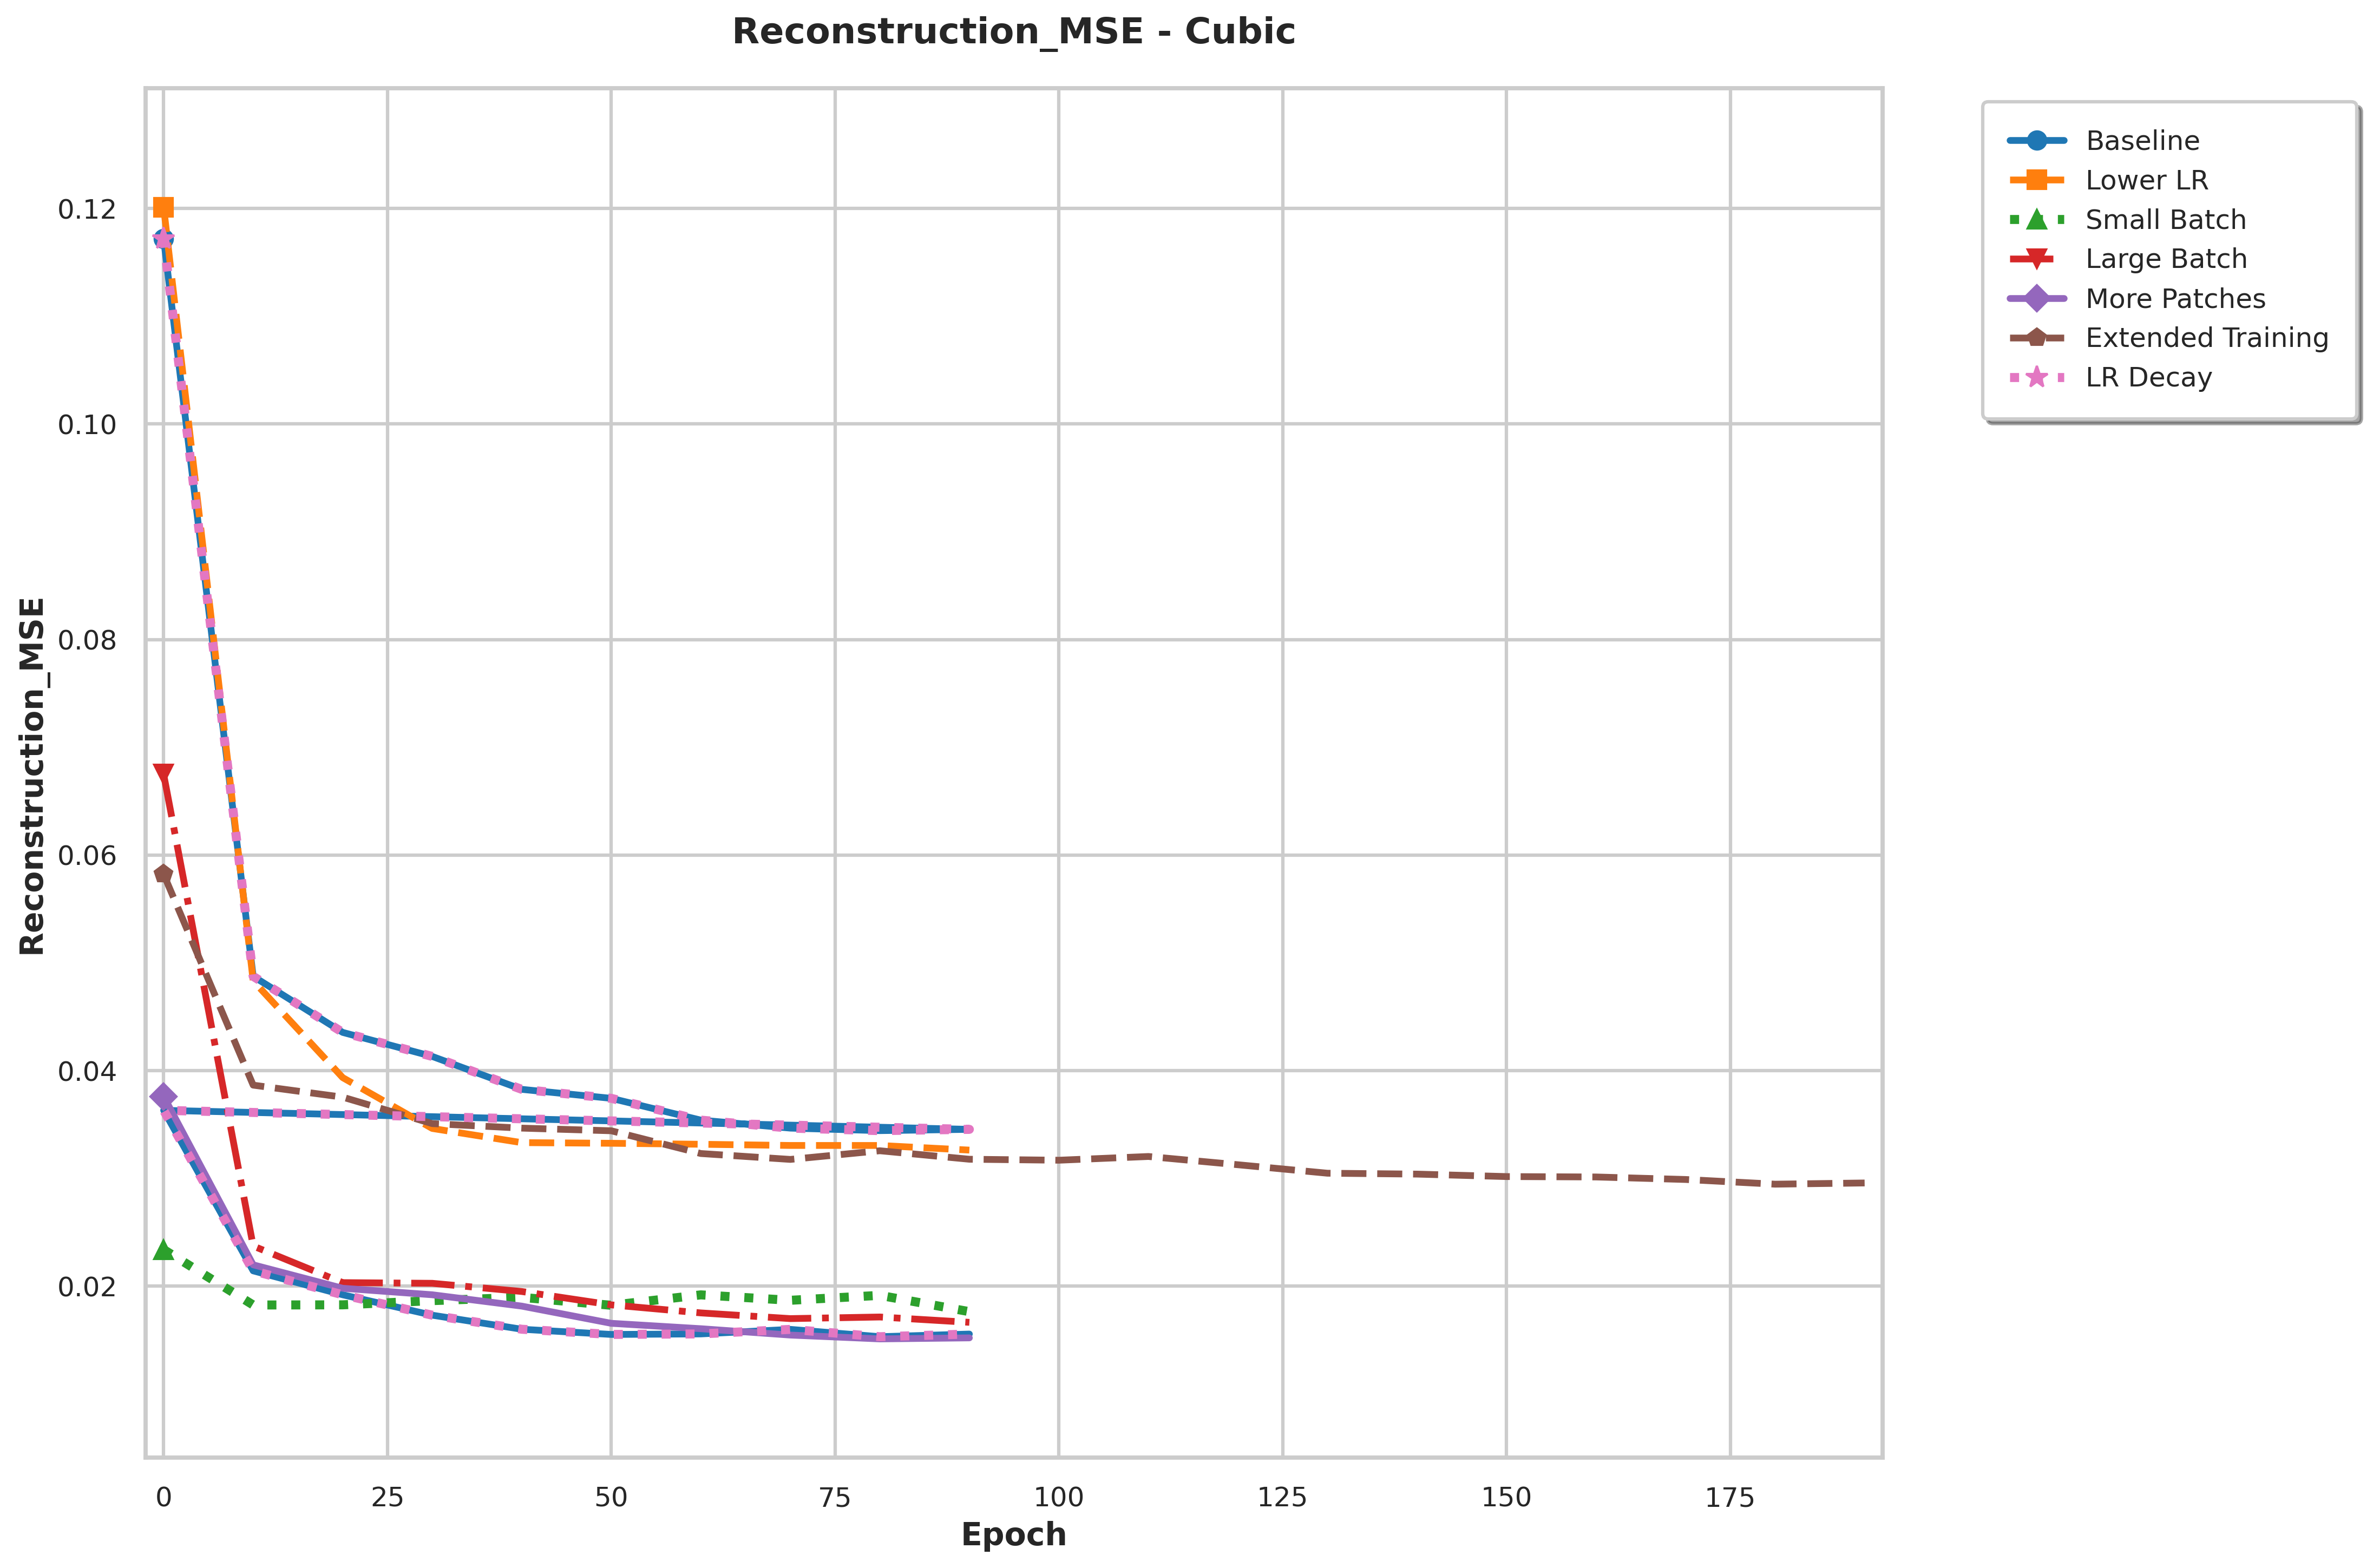 Reconstruction_MSE - Cubic
Baseline
Lower LR
Small Batch
Large Batch
More Patches
Extended Training
LR Decay
Reconstruction_MSE
0.12
0.10
0.08
0.06
0.04
0.02
0 25 50 75 100 125 150 175
Epoch